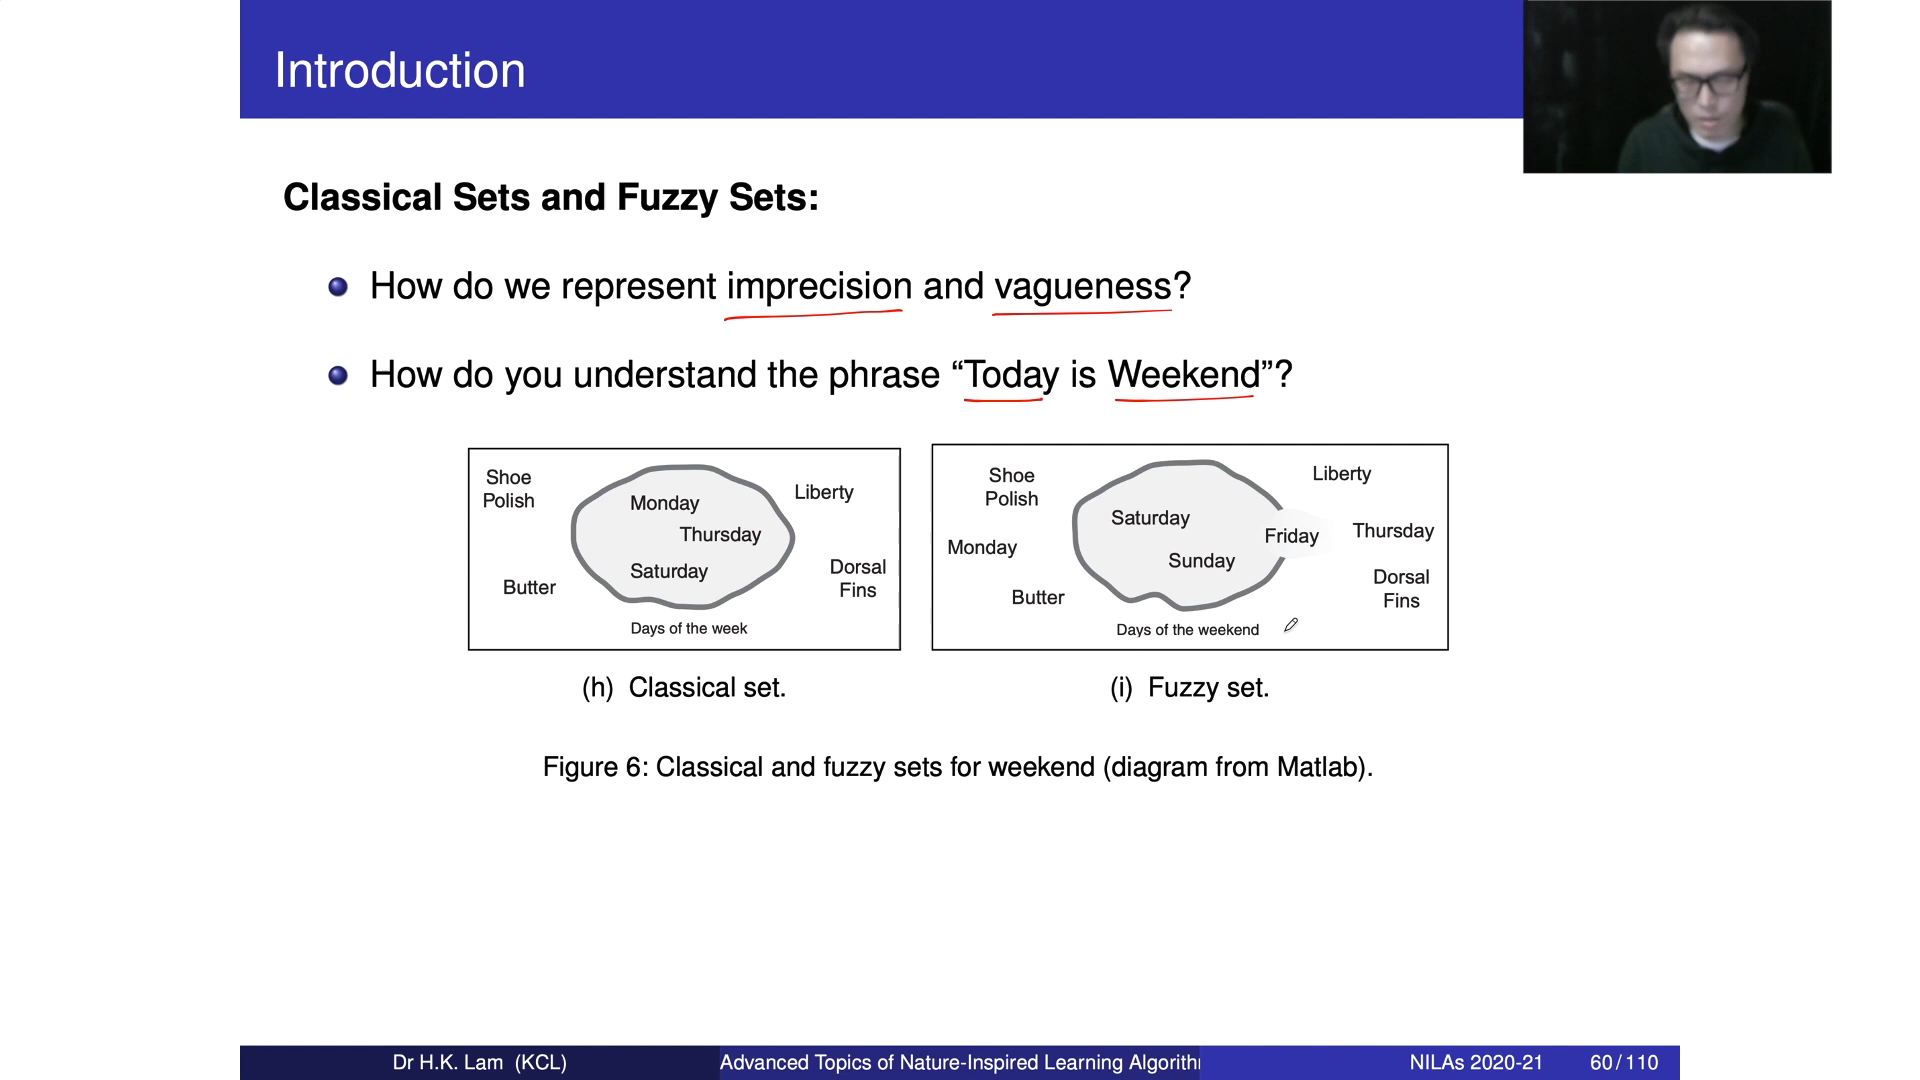 Introduction
Classical Sets and Fuzzy Sets:
How do we represent imprecision and vagueness?
How do you understand the phrase “Today is Weekend”?
Shoe
Polish
Monday
Liberty
Thursday
Saturday
Dorsal
Fins
Butter
Days of the week
(h) Classical set.
Shoe
Polish
Liberty
Saturday
Friday
Thursday
Monday
Sunday
Dorsal
Fins
Butter
Days of the weekend
(i) Fuzzy set.
Figure 6: Classical and fuzzy sets for weekend (diagram from Matlab).
Dr H.K. Lam (KCL)
Advanced Topics of Nature-Inspired Learning Algorith
NILAs 2020-21
60 / 110